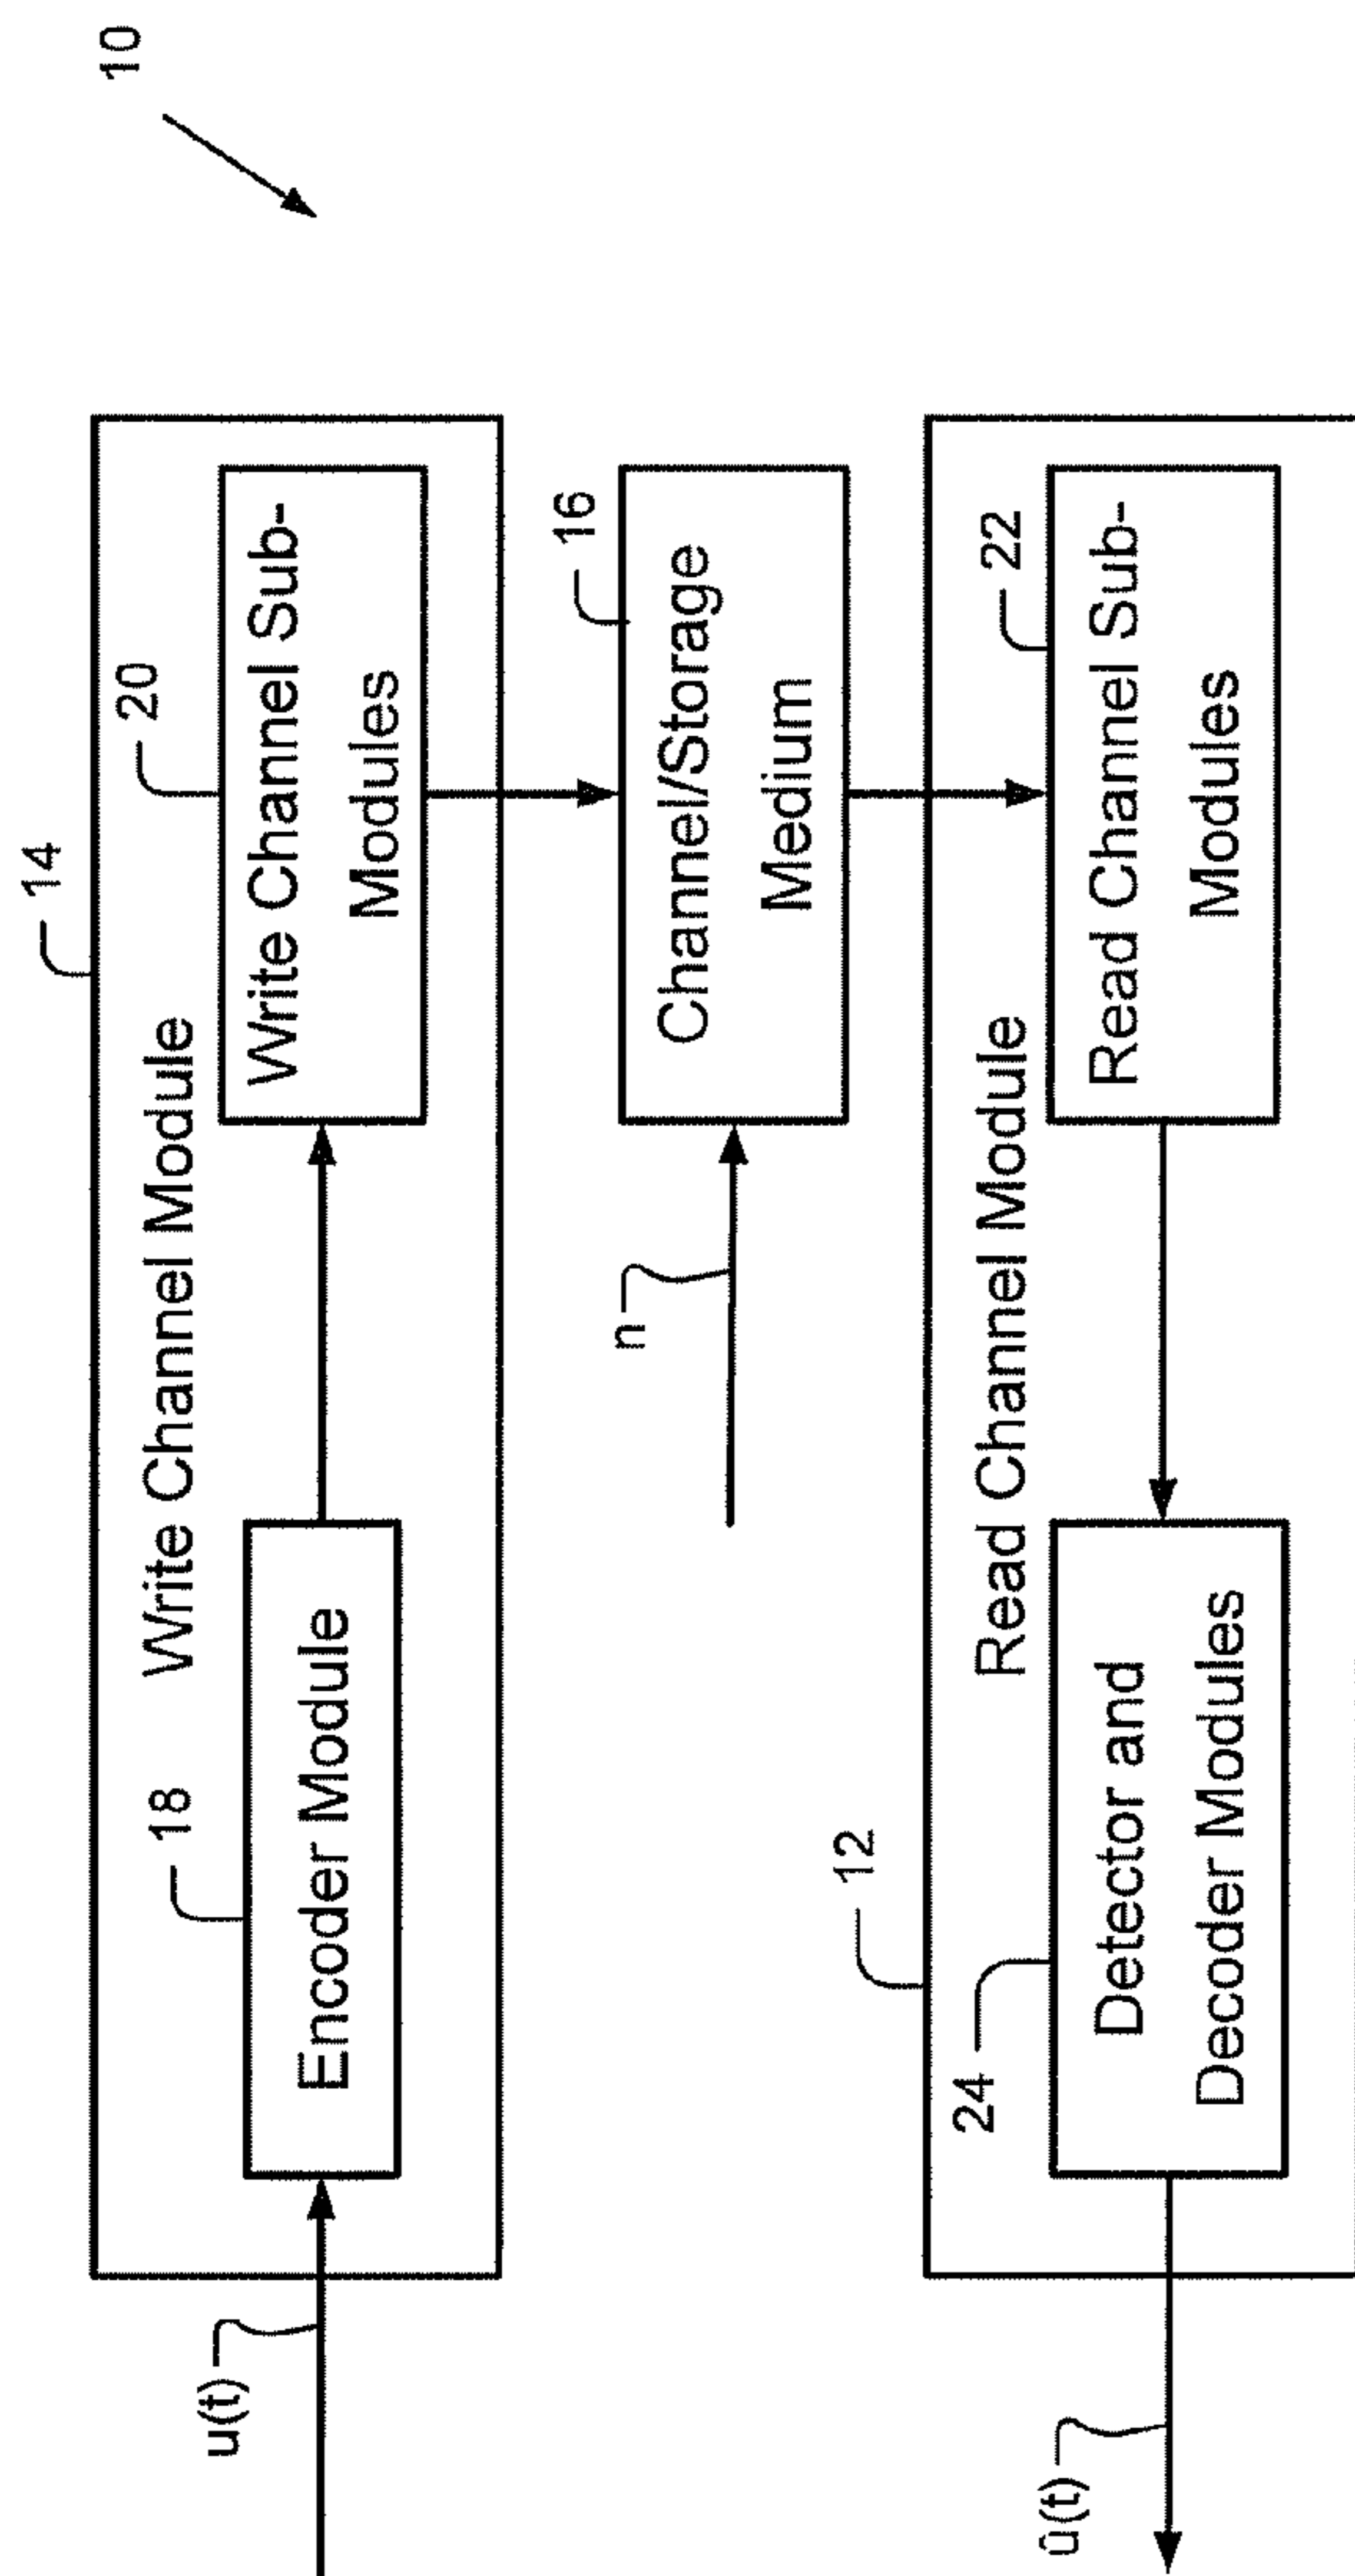 10
14
Write Channel Module
18
20
u(t)
Encoder Module
Write Channel Sub-
Modules
n
16
Channel/Storage
Medium
12
Read Channel Module
24
22
Detector and
Decoder Modules
Read Channel Sub-
Modules
û(t)